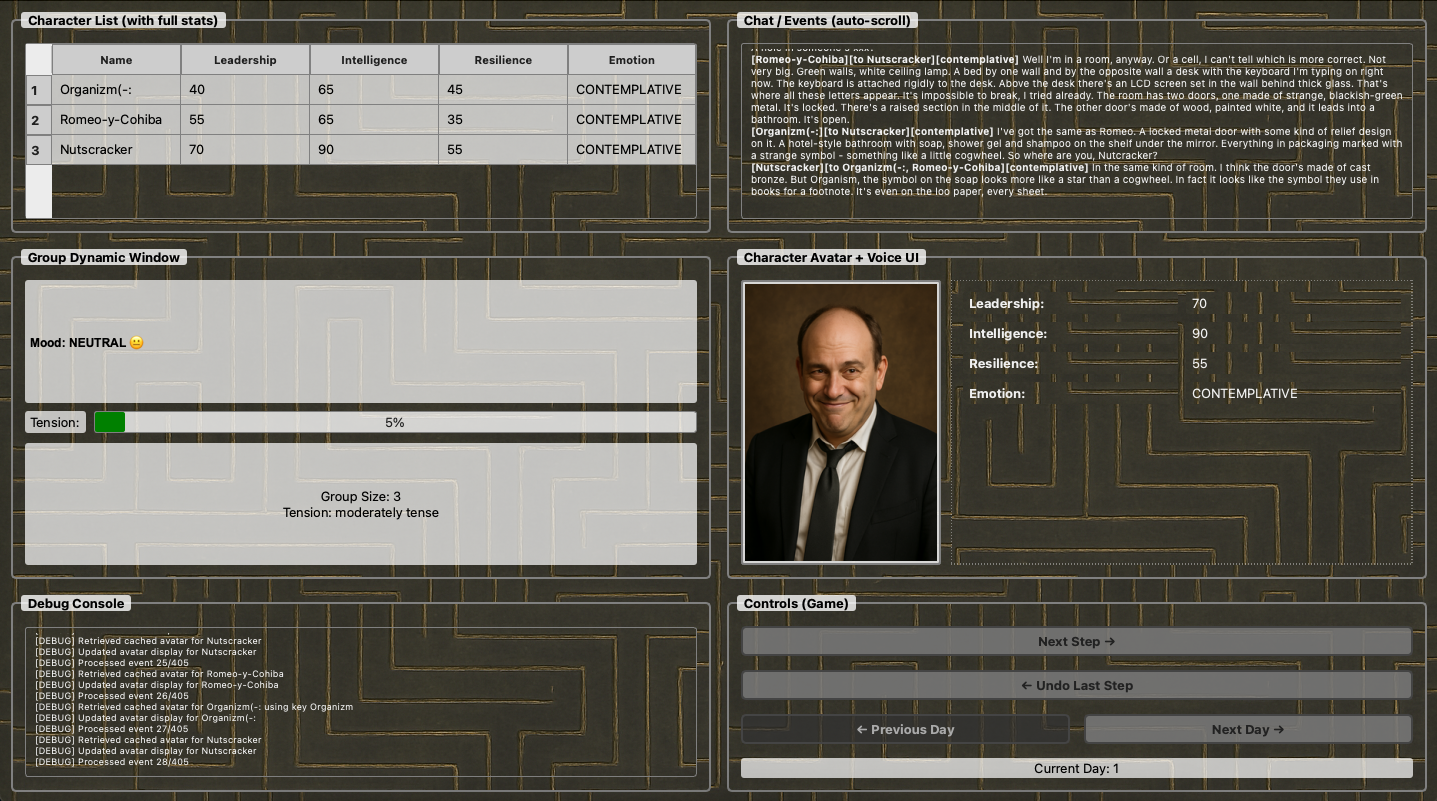 Character List (with full stats)
Name Leadership Intelligence Resilience Emotion
1 Organizm(-: 40 65 45 CONTEMPLATIVE
2 Romeo-y-Cohiba 55 65 35 CONTEMPLATIVE
3 Nutscracker 70 90 55 CONTEMPLATIVE
Chat / Events (auto-scroll)
[Romeo-y-Cohiba][to Nutscracker][contemplative] Well I'm in a room, anyway. Or a cell, I can't tell which is more correct. Not
very big. Green walls, white ceiling lamp. A bed by one wall and by the opposite wall a desk with the keyboard I'm typing on right
now. The keyboard is attached rigidly to the desk. Above the desk there's an LCD screen set in the wall behind thick glass. That's
where all these letters appear. It's impossible to break, I tried already. The room has two doors, one made of strange, blackish-green
metal. It's locked. There's a raised section in the middle of it. The other door's made of wood, painted white, and it leads into a
bathroom. It's open.
[Organizm(-:][to Nutscracker][contemplative] I've got the same as Romeo. A locked metal door with some kind of relief design
on it. A hotel-style bathroom with soap, shower gel and shampoo on the shelf under the mirror. Everything in packaging marked with
a strange symbol - something like a little cogwheel. So where are you, Nutcracker?
[Nutscracker][to Organizm(-:, Romeo-y-Cohiba][contemplative] In the same kind of room. I think the door's made of cast
bronze. But Organism, the symbol on the soap looks more like a star than a cogwheel. In fact it looks like the symbol they use in
books for a footnote. It's even on the loo paper, every sheet.
Group Dynamic Window
Mood: NEUTRAL 😐
Tension: 5%
Group Size: 3
Tension: moderately tense
Character Avatar + Voice UI
Leadership: 70
Intelligence: 90
Resilience: 55
Emotion: CONTEMPLATIVE
Debug Console
[DEBUG] Retrieved cached avatar for Nutscracker
[DEBUG] Updated avatar display for Nutscracker
[DEBUG] Processed event 25/405
[DEBUG] Retrieved cached avatar for Romeo-y-Cohiba
[DEBUG] Updated avatar display for Romeo-y-Cohiba
[DEBUG] Processed event 26/405
[DEBUG] Retrieved cached avatar for Organizm(-: using key Organizm
[DEBUG] Updated avatar display for Organizm(-:
[DEBUG] Processed event 27/405
[DEBUG] Retrieved cached avatar for Nutscracker
[DEBUG] Updated avatar display for Nutscracker
[DEBUG] Processed event 28/405
Controls (Game)
Next Step →
← Undo Last Step
← Previous Day
Next Day →
Current Day: 1